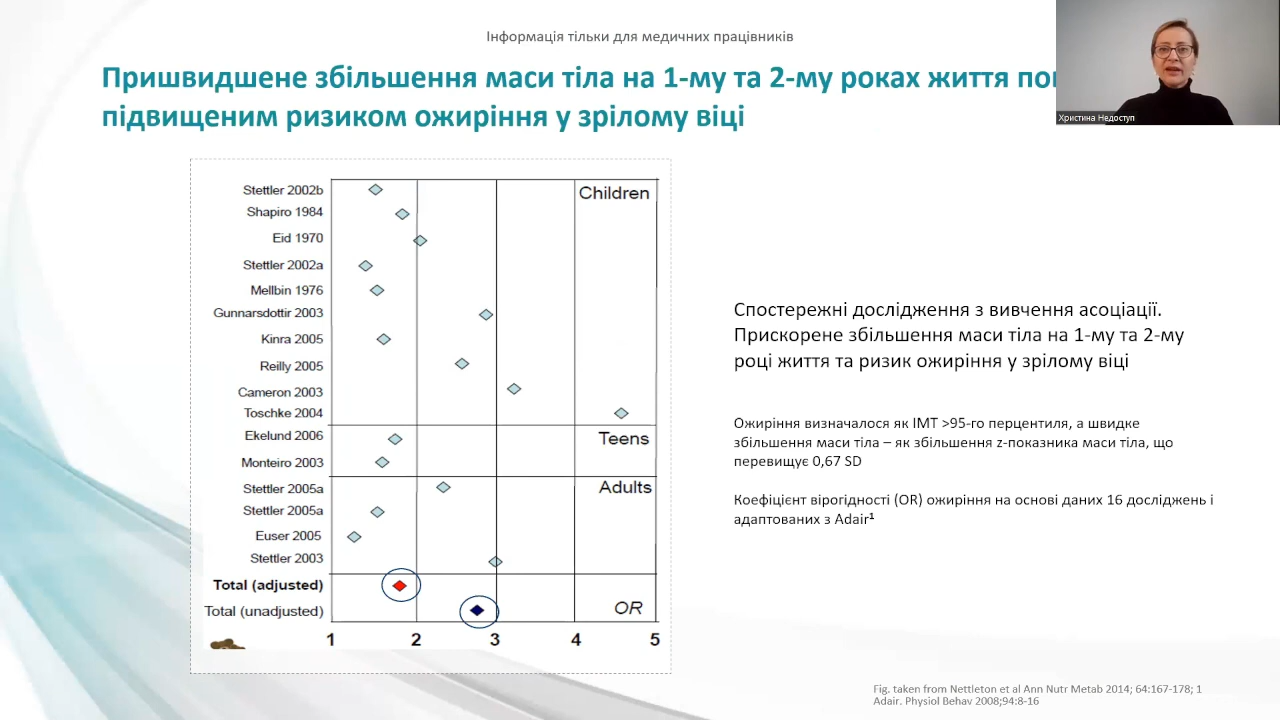 Інформація тільки для медичних працівників
Пришвидшене збільшення маси тіла на 1-му та 2-му роках життя
підвищеним ризиком ожиріння у зрілому віці
Христина Недоступ
Stettler 2002b
Shapiro 1984
Eid 1970
Stettler 2002a
Mellbin 1976
Gunnarsdottir 2003
Kinra 2005
Reilly 2005
Cameron 2003
Toschke 2004
Children
Ekelund 2006
Monteiro 2003
Teens
Stettler 2005a
Stettler 2005a
Euser 2005
Stettler 2003
Adults
Total (adjusted)
Total (unadjusted)
OR
1 2 3 4 5
Спостережні дослідження з вивчення асоціації.
Прискорене збільшення маси тіла на 1-му та 2-му
році життя та ризик ожиріння у зрілому віці
Ожиріння визначалося як ІМТ >95-го перцентиля, а швидке
збільшення маси тіла – як збільшення z-показника маси тіла, що
перевищує 0,67 SD
Коефіцієнт вірогідності (OR) ожиріння на основі даних 16 досліджень і
адаптованих з Adair¹
Fig. taken from Nettleton et al Ann Nutr Metab 2014; 64:167-178; 1
Adair. Physiol Behav 2008;94:8-16